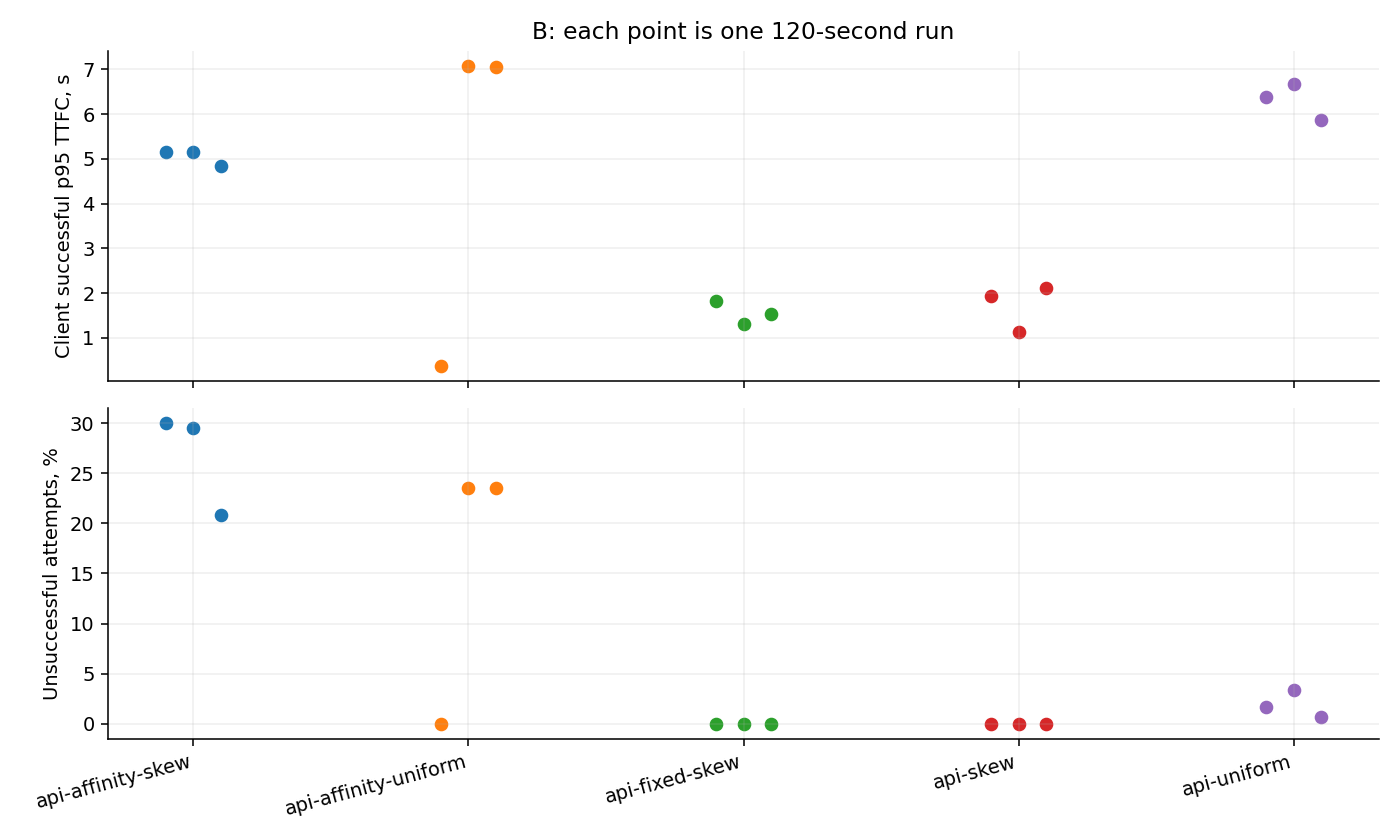 B: each point is one 120-second run
Client successful p95 TTFC, s
7
6
5
4
3
2
1
Unsuccessful attempts, %
30
25
20
15
10
5
0
api-affinity-skew
api-affinity-uniform
api-fixed-skew
api-skew
api-uniform